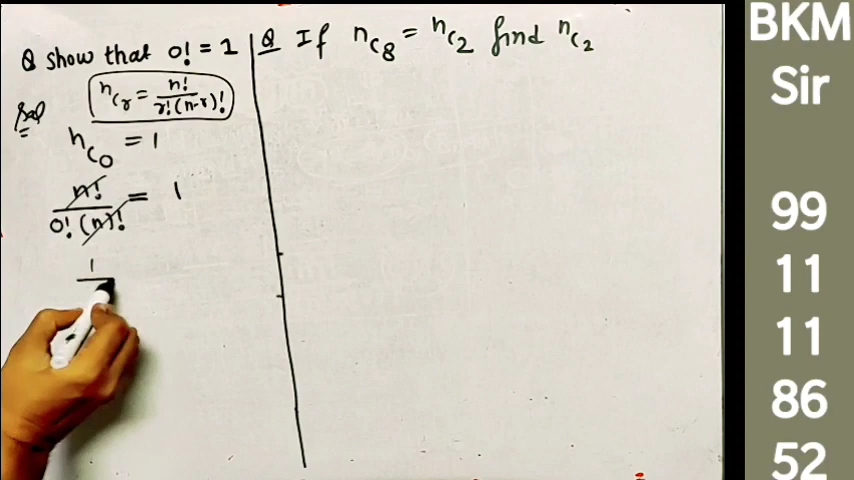 Q show that 0! = 1
Sol
nCr = n!/r!(n-r)!
nC0 = 1
n!/0!(n)! = 1
1
Q If nC8 = nC2 find nC2
BKM
Sir
99
11
11
86
52